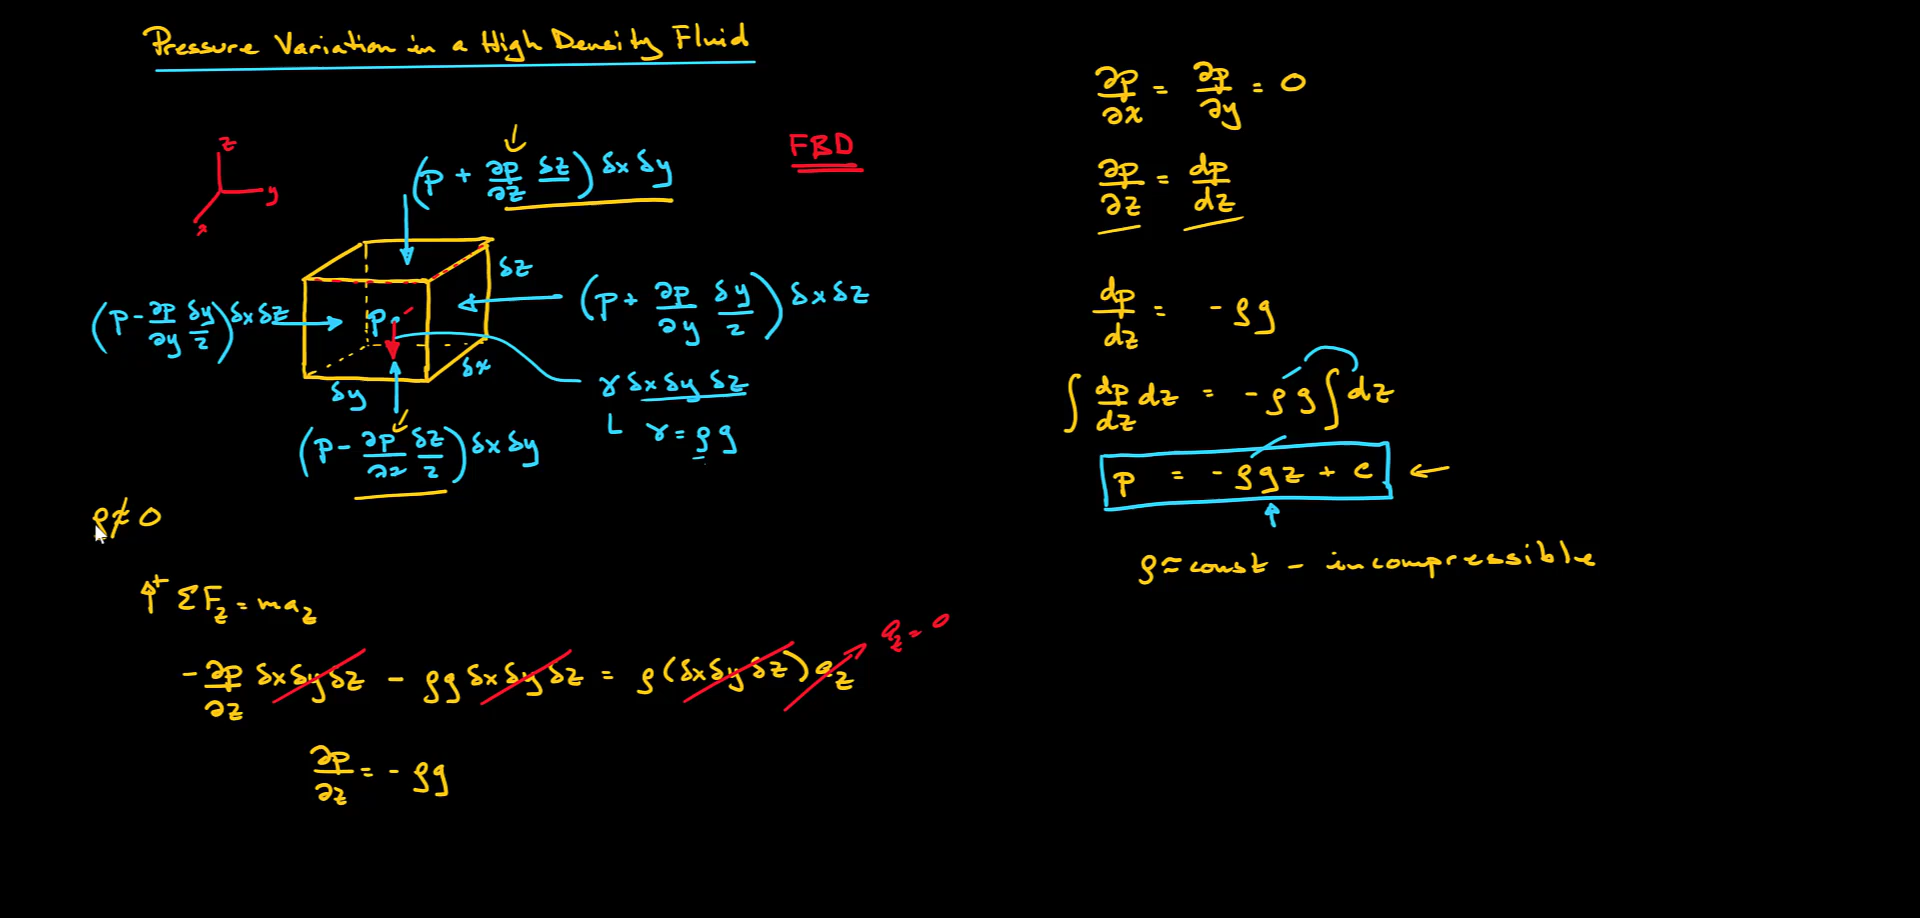 Pressure Variation in a High Density Fluid
FBD
z
y
x
(p + ∂p/∂z δz) δx δy
δz
(p - ∂p/∂y δy/2) δx δz
p
(p + ∂p/∂y δy/2) δx δz
δx
δy
γ δx δy δz
γ = ρg
(p - ∂p/∂z δz/2) δx δy
ρ ≉ 0
↑+ ΣF_z = ma_z
- ∂p/∂z δx δy δz - ρg δx δy δz = ρ (δx δy δz) a_z
a_z = 0
∂p/∂z = - ρg
∂p/∂x = ∂p/∂y = 0
∂p/∂z = dp/dz
dp/dz = - ρg
∫ dp/dz dz = - ρg ∫ dz
p = - ρgz + c ←
ρ ≈ const - incompressible